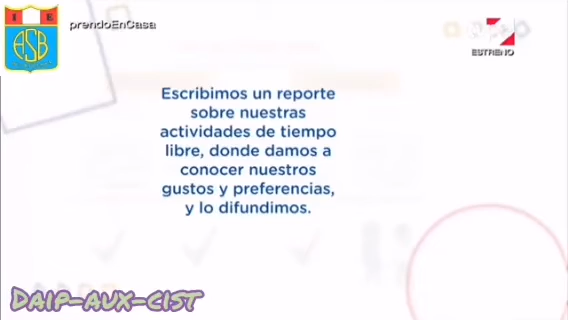 I E
ASB
prendoEnCasa
ESTRENO
Escribimos un reporte
sobre nuestras
actividades de tiempo
libre, donde damos a
conocer nuestros
gustos y preferencias,
y lo difundimos.
DAIP-AUX-CIST